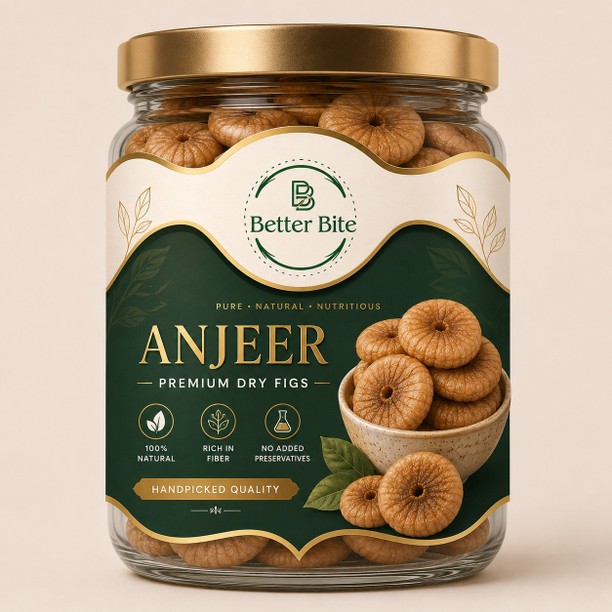 BB
Better Bite
PURE • NATURAL • NUTRITIOUS
ANJEER
PREMIUM DRY FIGS
100%
NATURAL
RICH IN
FIBER
NO ADDED
PRESERVATIVES
HANDPICKED QUALITY